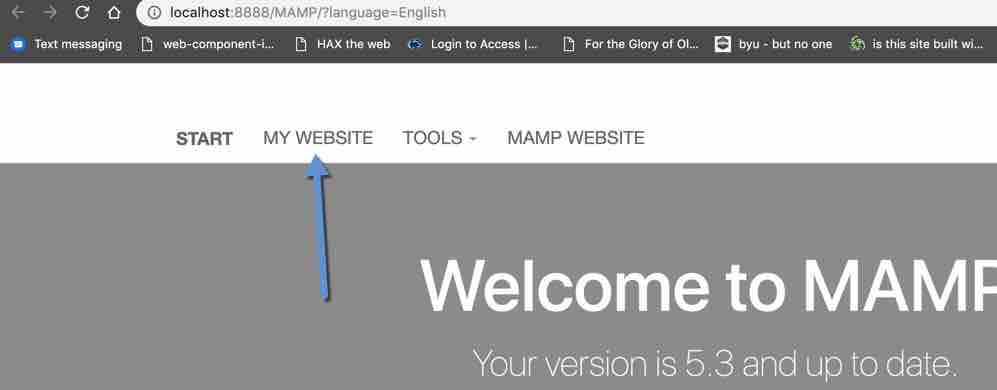 localhost:8888/MAMP/?language=English
Text messaging web-component-i... HAX the web Login to Access |... For the Glory of Ol... byu - but no one is this site built wi...
START MY WEBSITE TOOLS MAMP WEBSITE
Welcome to MAMP
Your version is 5.3 and up to date.